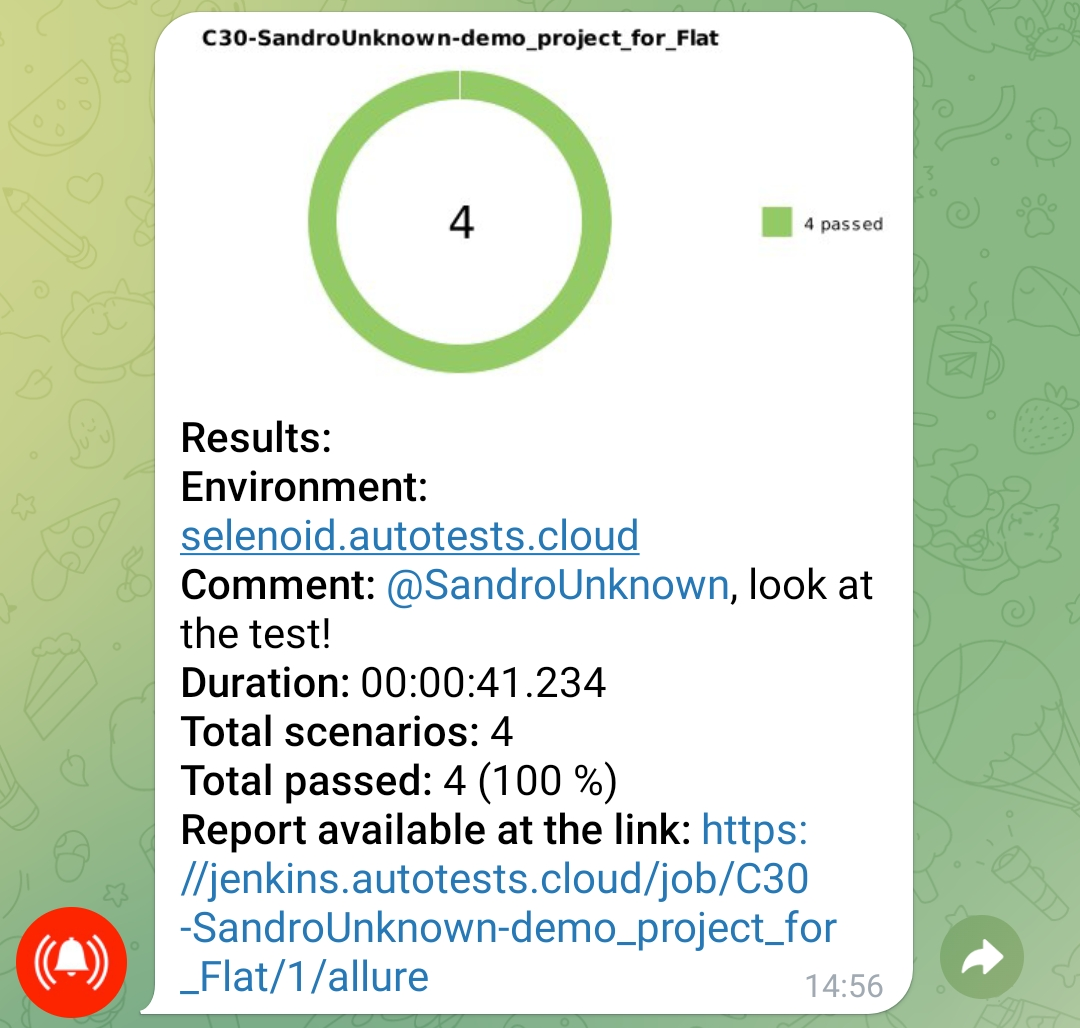 C30-SandroUnknown-demo_project_for_Flat
4
4 passed
Results:
Environment:
selenoid.autotests.cloud
Comment: @SandroUnknown, look at
the test!
Duration: 00:00:41.234
Total scenarios: 4
Total passed: 4 (100 %)
Report available at the link: https:
//jenkins.autotests.cloud/job/C30
-SandroUnknown-demo_project_for
_Flat/1/allure
14:56